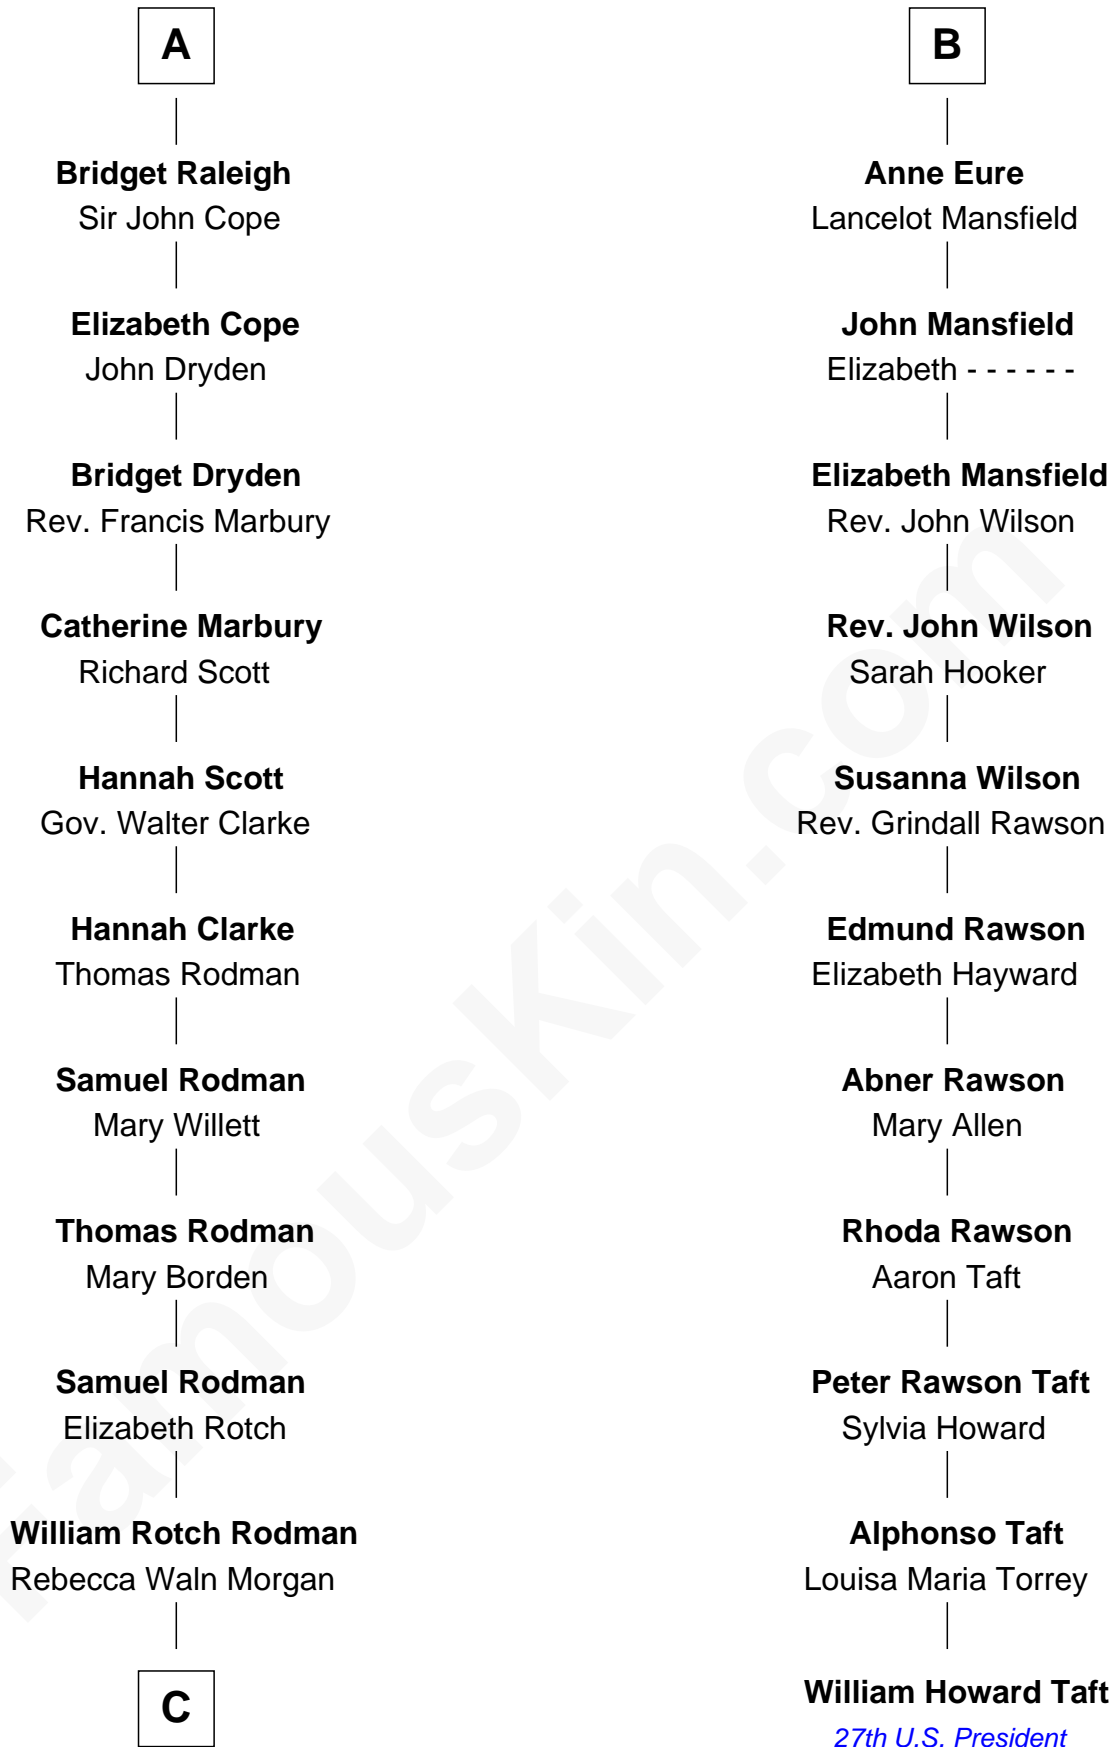 A
Bridget Raleigh
Sir John Cope
Elizabeth Cope
John Dryden
Bridget Dryden
Rev. Francis Marbury
Catherine Marbury
Richard Scott
Hannah Scott
Gov. Walter Clarke
Hannah Clarke
Thomas Rodman
Samuel Rodman
Mary Willett
Thomas Rodman
Mary Borden
Samuel Rodman
Elizabeth Rotch
William Rotch Rodman
Rebecca Waln Morgan
C
B
Anne Eure
Lancelot Mansfield
John Mansfield
Elizabeth - - - - - -
Elizabeth Mansfield
Rev. John Wilson
Rev. John Wilson
Sarah Hooker
Susanna Wilson
Rev. Grindall Rawson
Edmund Rawson
Elizabeth Hayward
Abner Rawson
Mary Allen
Rhoda Rawson
Aaron Taft
Peter Rawson Taft
Sylvia Howard
Alphonso Taft
Louisa Maria Torrey
William Howard Taft
27th U.S. President
FamousKin.com